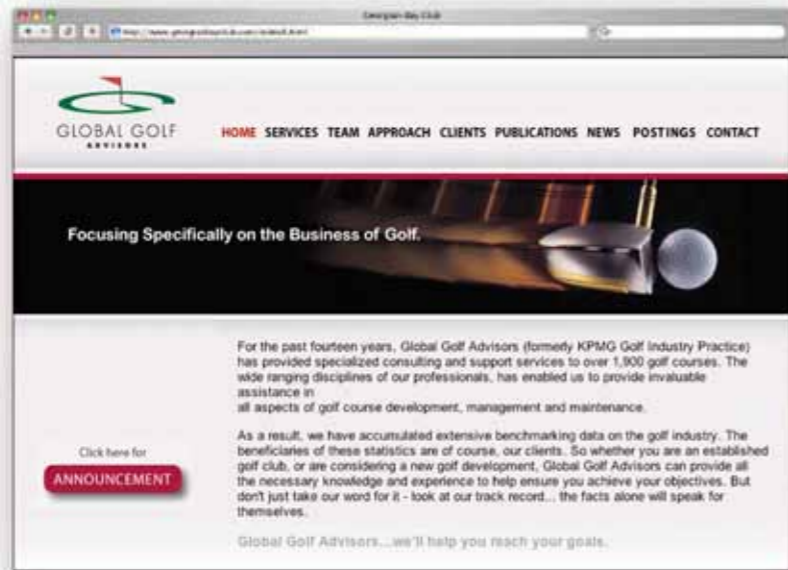 Georgian Bay Club
GLOBAL GOLF
ADVISORS
HOME SERVICES TEAM APPROACH CLIENTS PUBLICATIONS NEWS POSTINGS CONTACT
Focusing Specifically on the Business of Golf.
For the past fourteen years, Global Golf Advisors (formerly KPMG Golf Industry Practice)
has provided specialized consulting and support services to over 1,900 golf courses. The
wide ranging disciplines of our professionals, has enabled us to provide invaluable
assistance in
all aspects of golf course development, management and maintenance.
As a result, we have accumulated extensive benchmarking data on the golf industry. The
beneficiaries of these statistics are of course, our clients. So whether you are an established
golf club, or are considering a new golf development, Global Golf Advisors can provide all
the necessary knowledge and experience to help ensure you achieve your objectives. But
don't just take our word for it - look at our track record... the facts alone will speak for
themselves.
Click here for
ANNOUNCEMENT
Global Golf Advisors...we'll help you reach your goals.